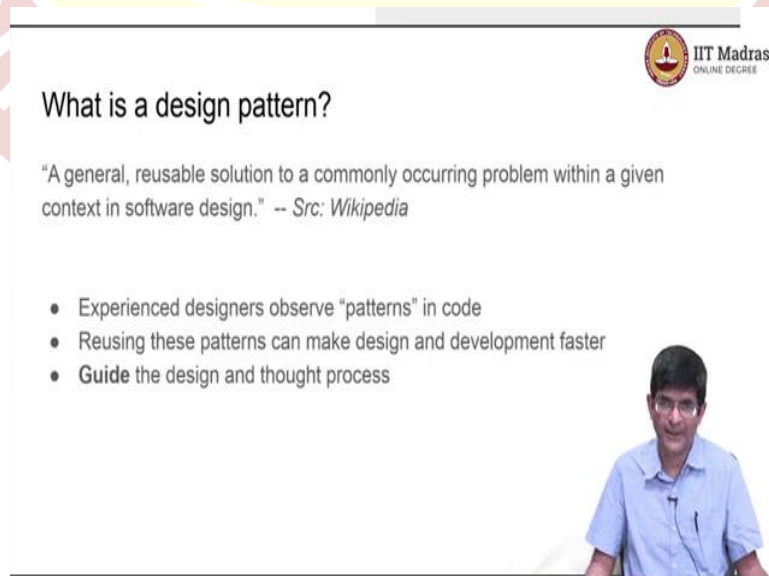 IIT Madras
ONLINE DEGREE
What is a design pattern?
“A general, reusable solution to a commonly occurring problem within a given
context in software design.” -- Src: Wikipedia
● Experienced designers observe “patterns” in code
● Reusing these patterns can make design and development faster
● Guide the design and thought process